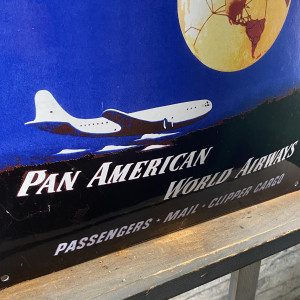 PAN AMERICAN
WORLD AIRWAYS
PASSENGERS · MAIL · CLIPPER CARGO